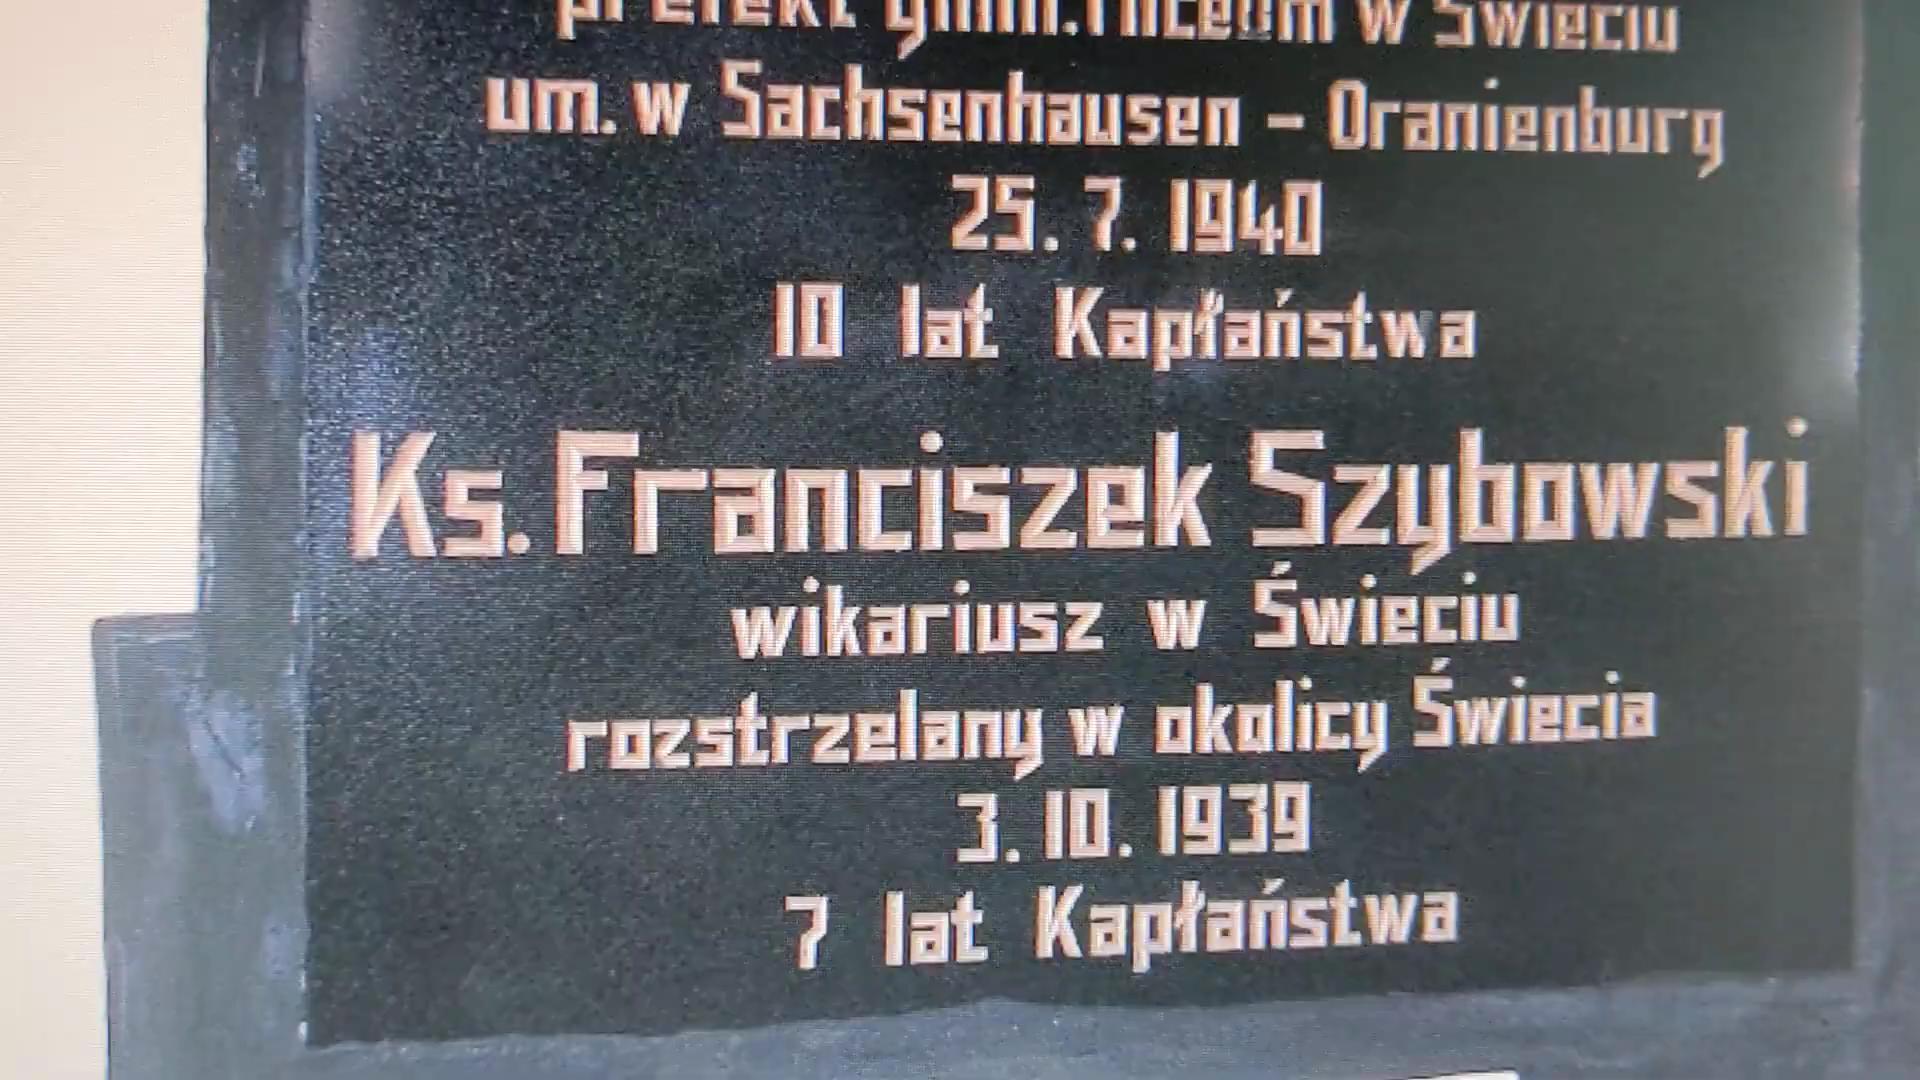 prefekt gimn. i liceum w Świeciu
um. w Sachsenhausen – Oranienburg
25. 7. 1940
10 lat Kapłaństwa
Ks. Franciszek Szybowski
wikariusz w Świeciu
rozstrzelany w okolicy Świecia
3. 10. 1939
7 lat Kapłaństwa